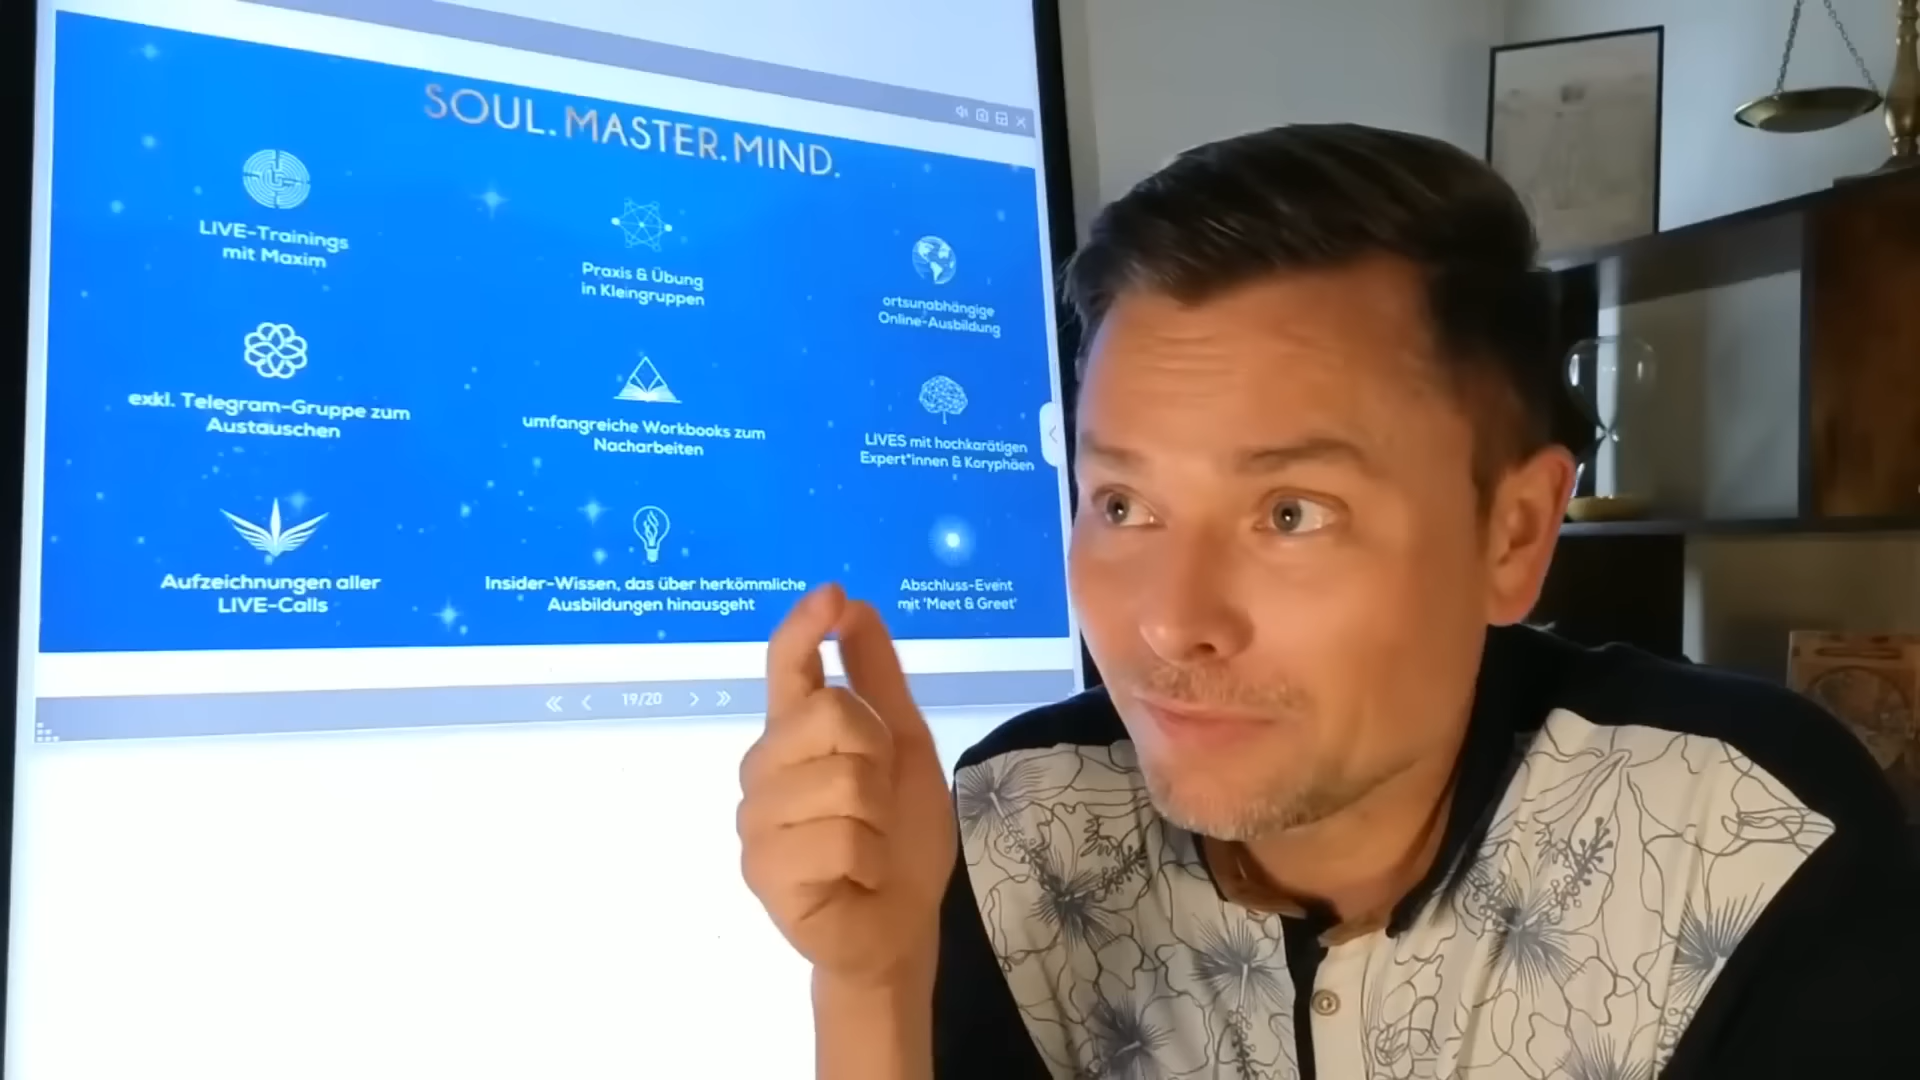 SOUL.MASTER.MIND.
LIVE-Trainings
mit Maxim
Praxis & Übung
in Kleingruppen
ortsunabhängige
Online-Ausbildung
exkl. Telegram-Gruppe zum
Austauschen
umfangreiche Workbooks zum
Nacharbeiten
LIVES mit hochkarätigen
Expert*innen & Koryphäen
Aufzeichnungen aller
LIVE-Calls
Insider-Wissen, das über herkömmliche
Ausbildungen hinausgeht
Abschluss-Event
mit 'Meet & Greet'
19/20